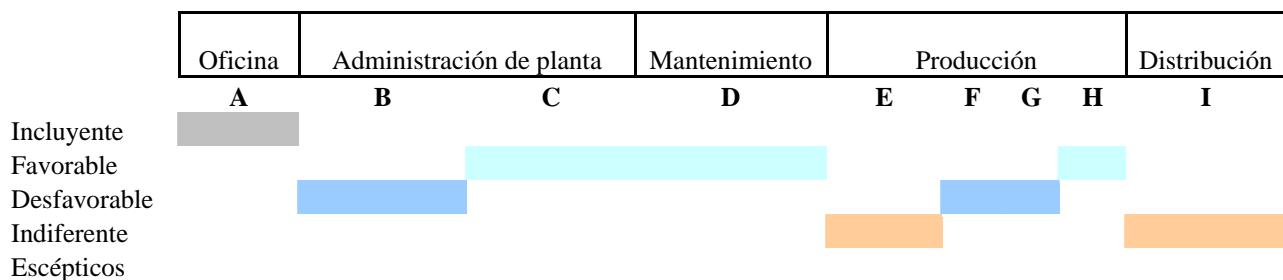 Oficina Administración de planta Mantenimiento Producción Distribución
A B C D E F G H I
Incluyente
Favorable
Desfavorable
Indiferente
Escépticos